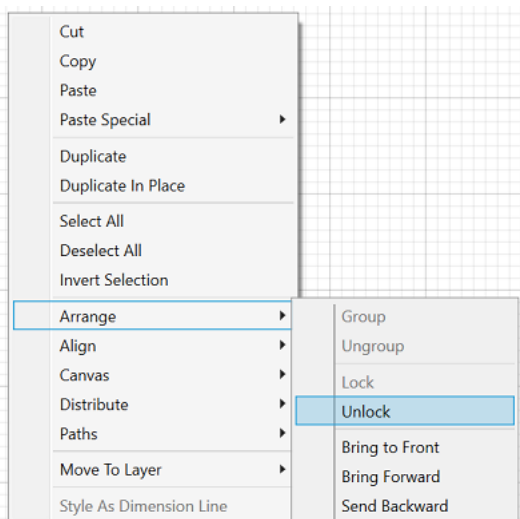 Cut
Copy
Paste
Paste Special
Duplicate
Duplicate In Place
Select All
Deselect All
Invert Selection
Arrange
Align
Canvas
Distribute
Paths
Move To Layer
Style As Dimension Line
Group
Ungroup
Lock
Unlock
Bring to Front
Bring Forward
Send Backward